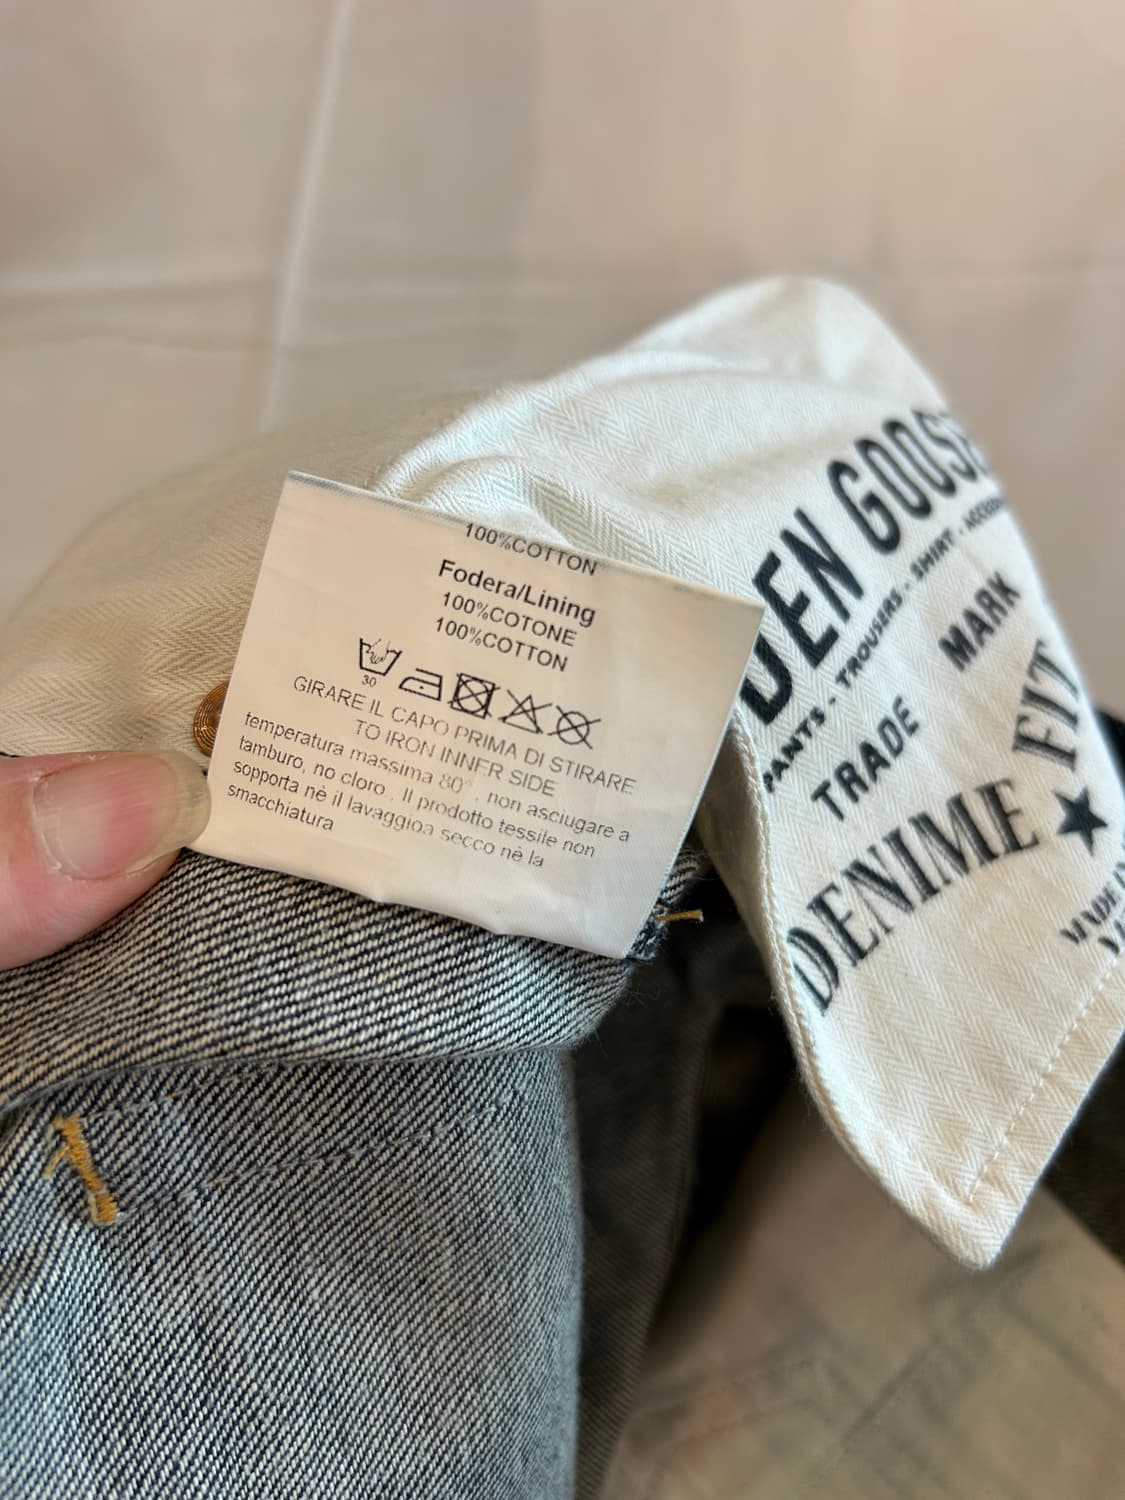 100%COTTON
Fodera/Lining
100%COTONE
100%COTTON
30
GIRARE IL CAPO PRIMA DI STIRARE
TO IRON INNER SIDE
temperatura massima 80°, non asciugare a
tamburo, no cloro. Il prodotto tessile non
sopporta nè il lavaggioa secco nè la
smacchiatura
DEN GOOSE
PANTS - TROUSERS - SHIRT -
TRADE MARK
DENIME FIT
MADE